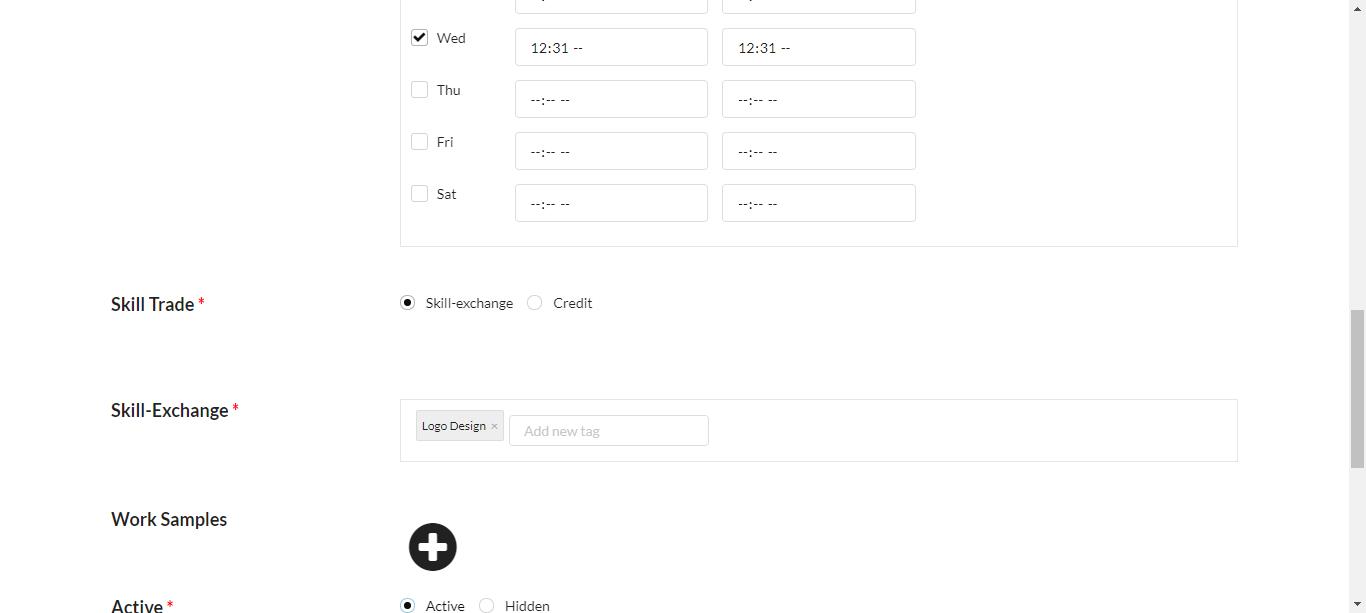 Wed 12:31 -- 12:31 --
Thu --:-- -- --:-- --
Fri --:-- -- --:-- --
Sat --:-- -- --:-- --
Skill Trade * Skill-exchange Credit
Skill-Exchange * Logo Design × Add new tag
Work Samples
Active * Active Hidden